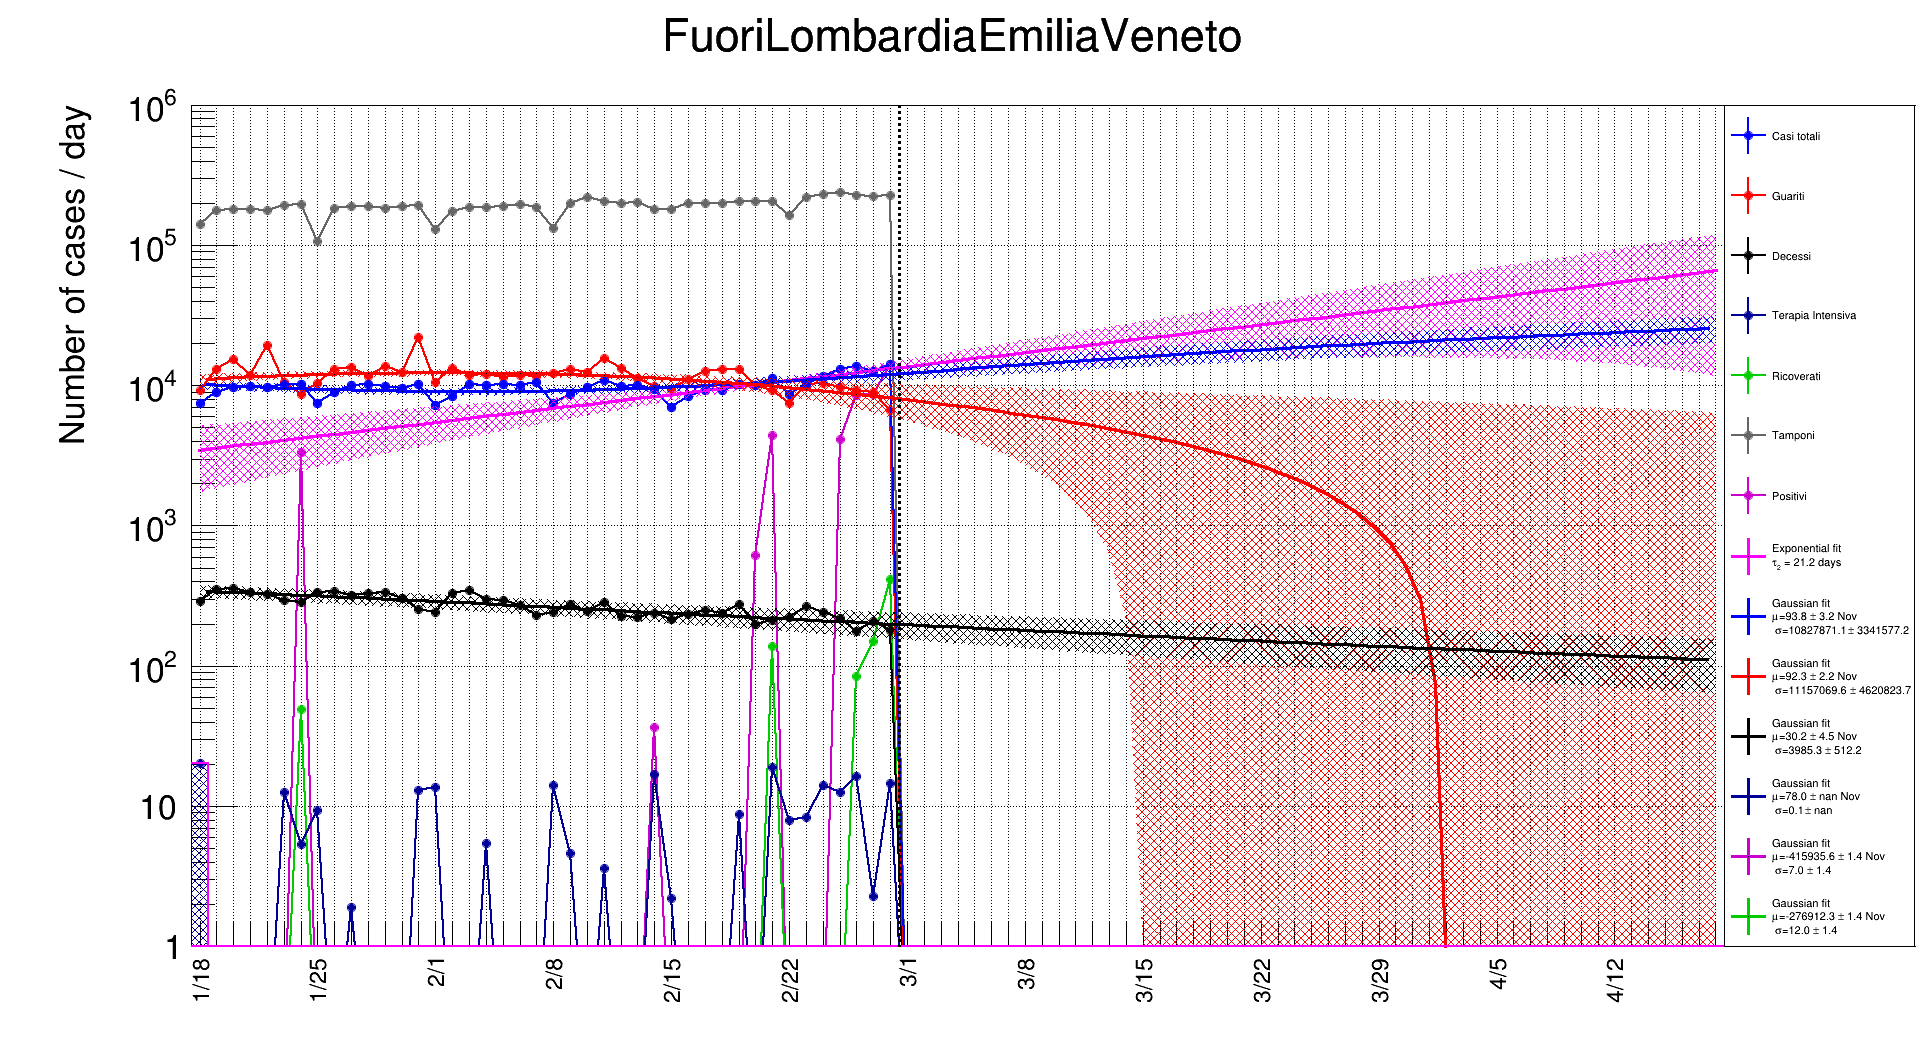 FuoriLombardiaEmiliaVeneto
Number of cases / day
10^6
10^5
10^4
10^3
10^2
10
1
1/18
1/25
2/1
2/8
2/15
2/22
3/1
3/8
3/15
3/22
3/29
4/5
4/12
Casi totali
Guariti
Decessi
Terapia Intensiva
Ricoverati
Tamponi
Positivi
Exponential fit
τ₂ = 21.2 days
Gaussian fit
μ=93.8 ± 3.2 Nov
σ=10827871.1 ± 3341577.2
Gaussian fit
μ=92.3 ± 2.2 Nov
σ=11157069.6 ± 4620823.7
Gaussian fit
μ=30.2 ± 4.5 Nov
σ=3985.3 ± 512.2
Gaussian fit
μ=78.0 ± nan Nov
σ=0.1 ± nan
Gaussian fit
μ=-415935.6 ± 1.4 Nov
σ=7.0 ± 1.4
Gaussian fit
μ=-276912.3 ± 1.4 Nov
σ=12.0 ± 1.4